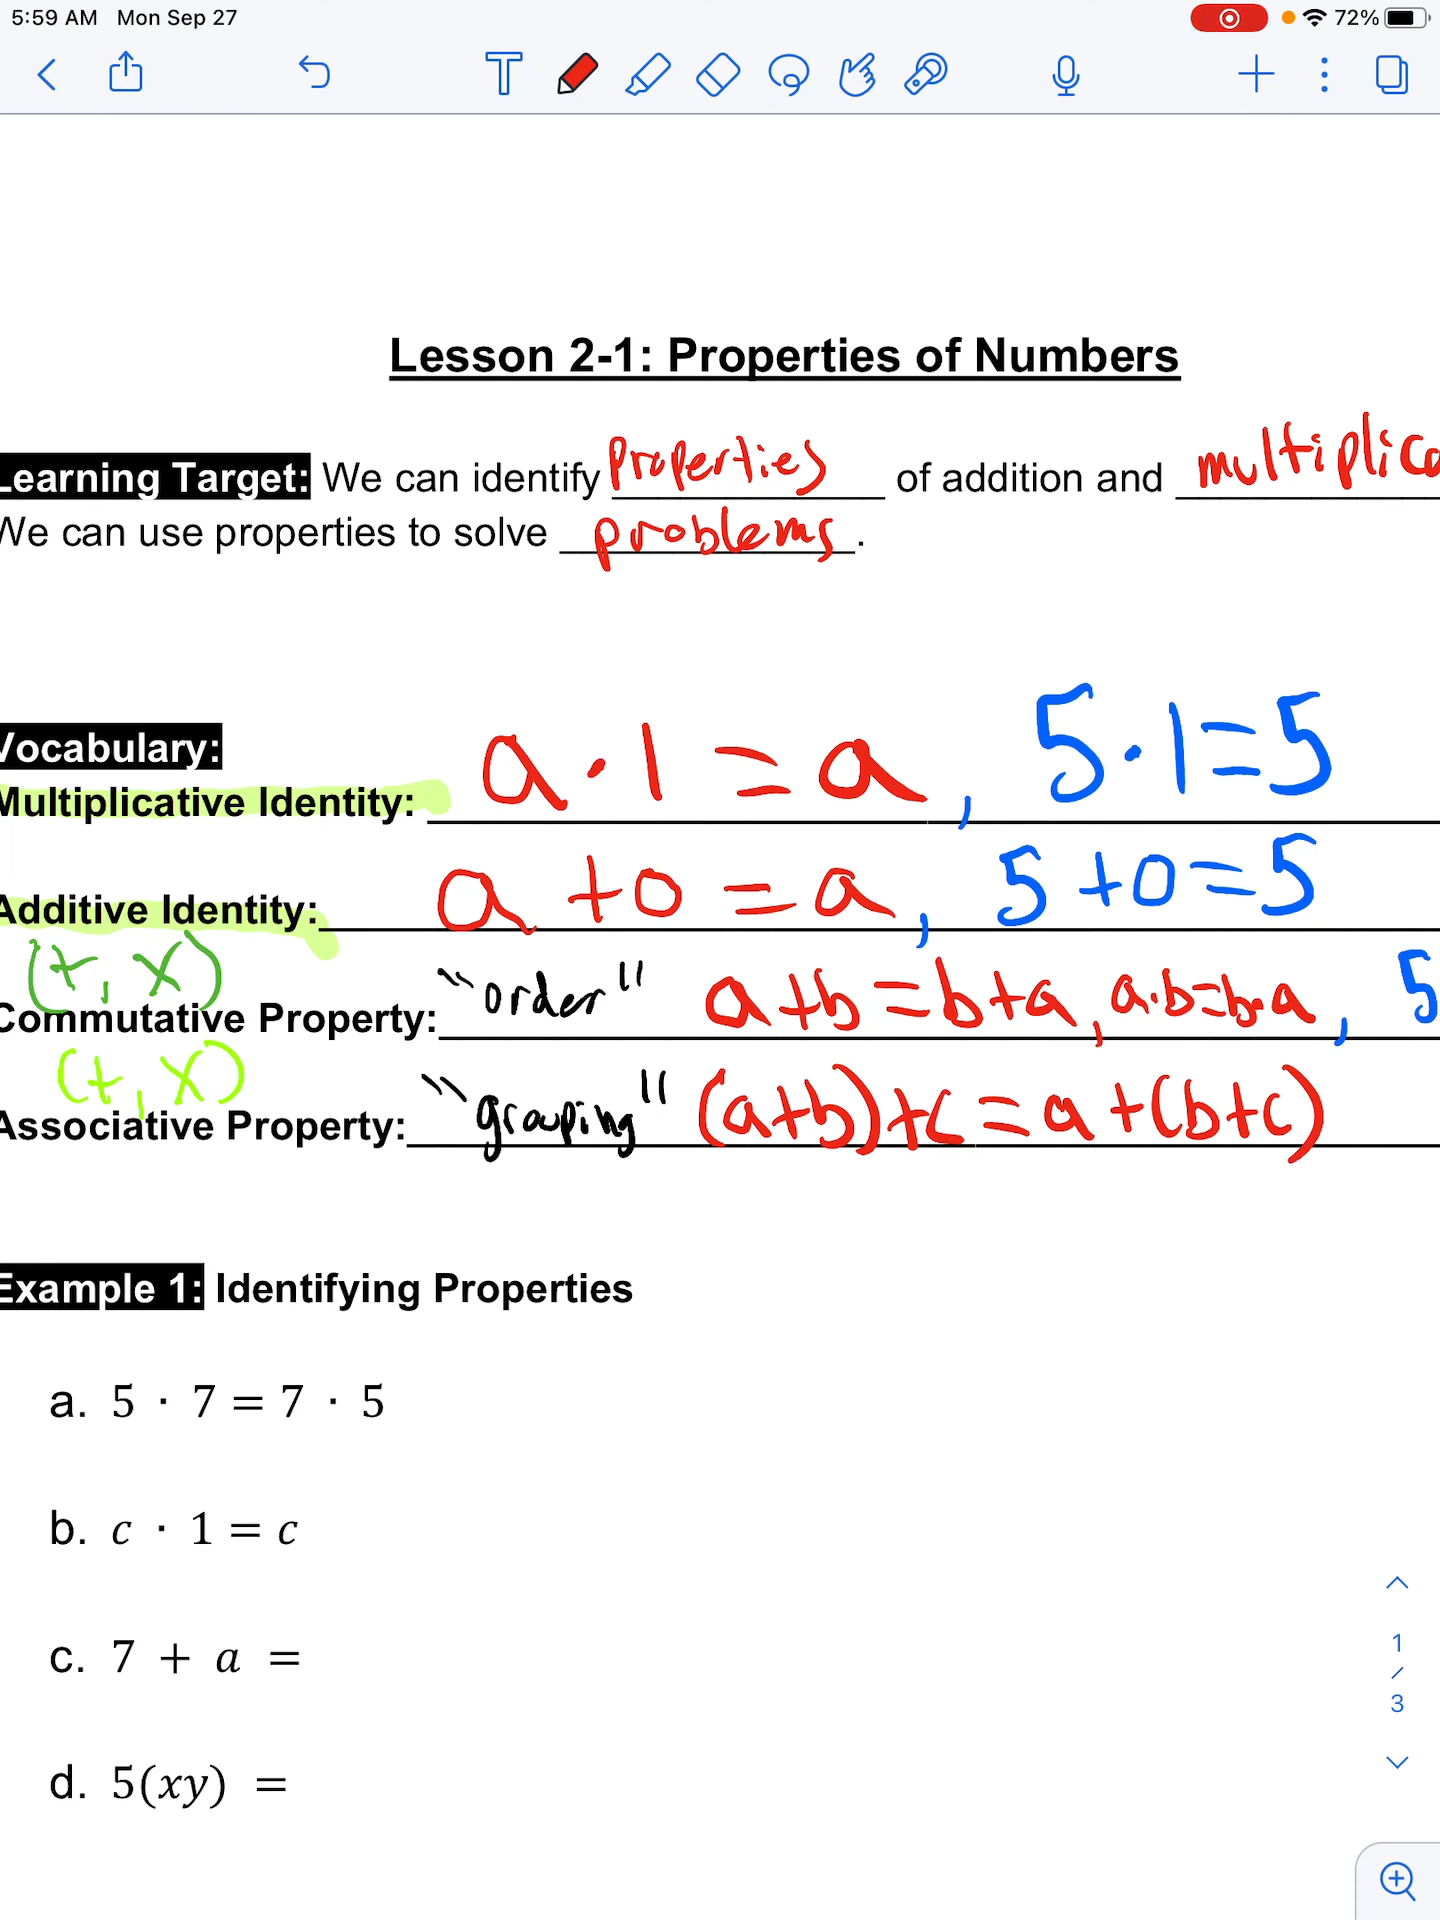 5:59 AM Mon Sep 27 72%
Lesson 2-1: Properties of Numbers
Learning Target: We can identify properties of addition and multiplica
We can use properties to solve problems.
Vocabulary:
Multiplicative Identity: a · 1 = a, 5 · 1 = 5
Additive Identity: a + 0 = a, 5 + 0 = 5
(+, x)
Commutative Property: "order" a + b = b + a, a · b = b · a, 5
(+, x)
Associative Property: "grouping" (a+b)+c = a+(b+c)
Example 1: Identifying Properties
a. 5 · 7 = 7 · 5
b. c · 1 = c
c. 7 + a =
d. 5(xy) =
1
/
3